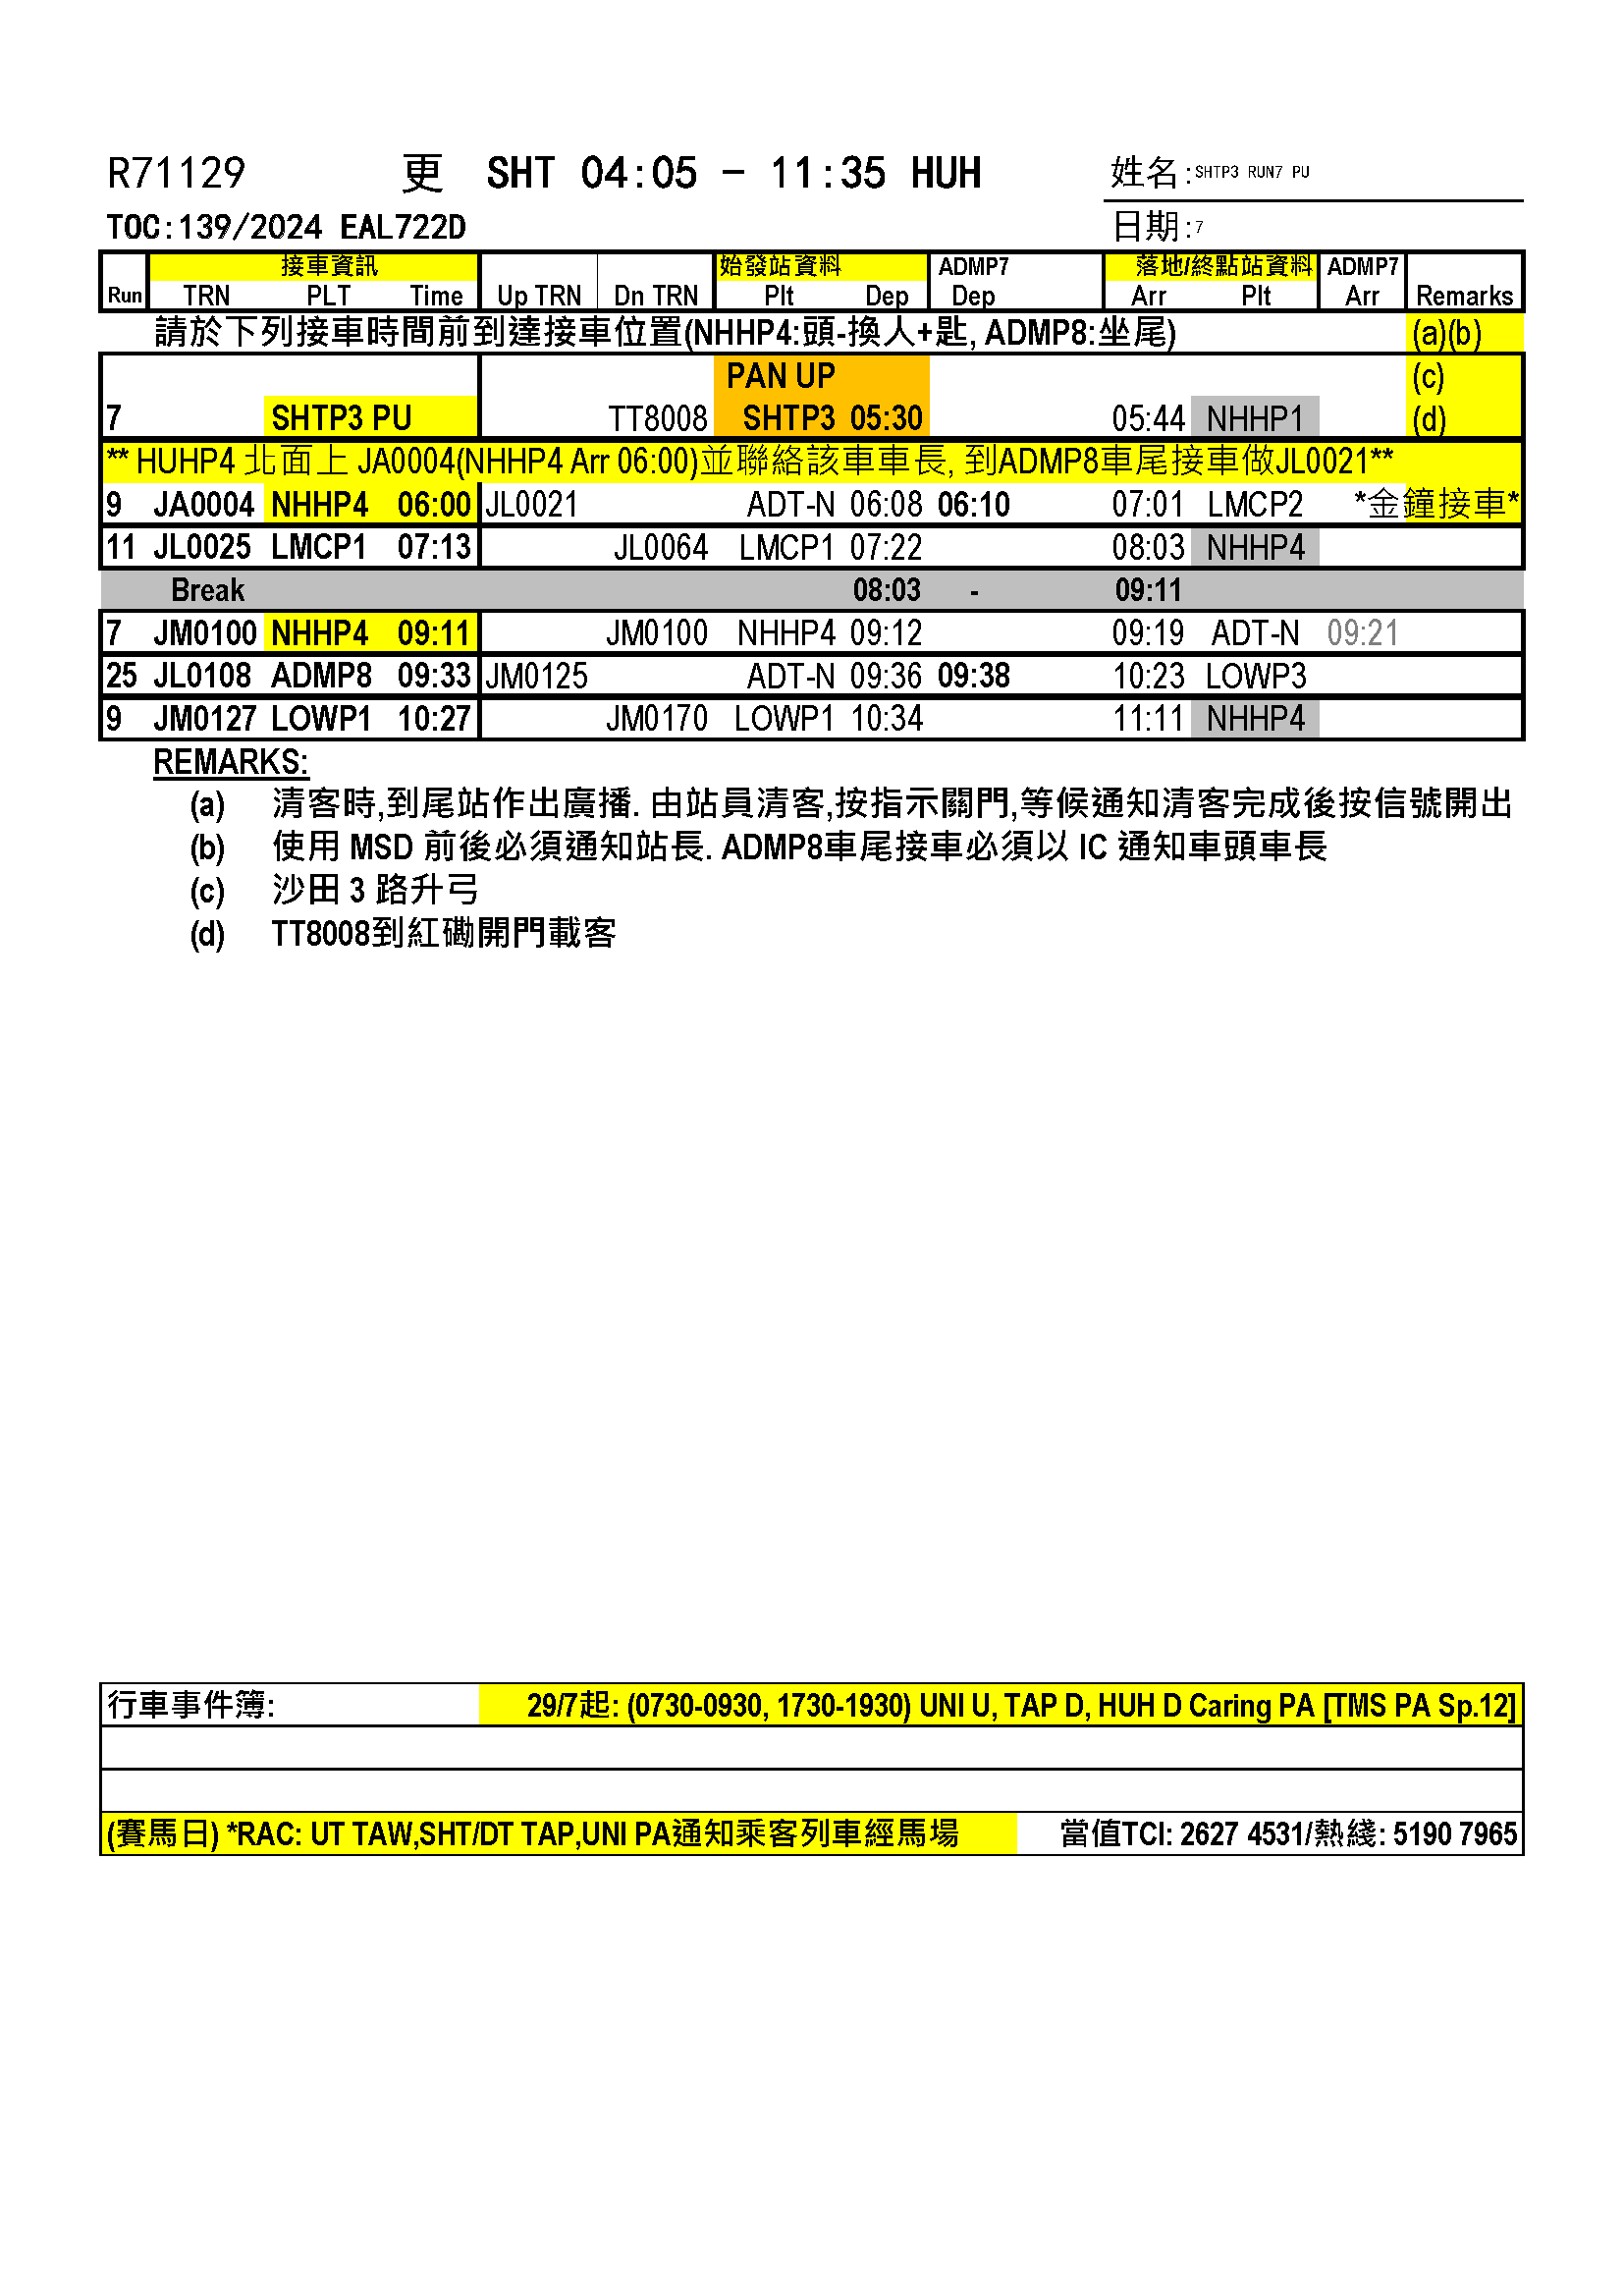 R71129 更 SHT 04:05 - 11:35 HUH 姓名:SHTP3 RUN7 PU
TOC:139/2024 EAL722D 日期:7
接車資訊 始發站資料 ADMP7 落地/終點站資料 ADMP7
Run TRN PLT Time Up TRN Dn TRN Plt Dep Dep Arr Plt Arr Remarks
請於下列接車時間前到達接車位置(NHHP4:頭-換人+匙, ADMP8:坐尾) (a)(b)
PAN UP (c)
7 SHTP3 PU TT8008 SHTP3 05:30 05:44 NHHP1 (d)
** HUHP4 北面上 JA0004(NHHP4 Arr 06:00)並聯絡該車車長, 到ADMP8車尾接車做JL0021**
9 JA0004 NHHP4 06:00 JL0021 ADT-N 06:08 06:10 07:01 LMCP2 *金鐘接車*
11 JL0025 LMCP1 07:13 JL0064 LMCP1 07:22 08:03 NHHP4
Break 08:03 - 09:11
7 JM0100 NHHP4 09:11 JM0100 NHHP4 09:12 09:19 ADT-N 09:21
25 JL0108 ADMP8 09:33 JM0125 ADT-N 09:36 09:38 10:23 LOWP3
9 JM0127 LOWP1 10:27 JM0170 LOWP1 10:34 11:11 NHHP4
REMARKS:
(a) 清客時,到尾站作出廣播. 由站員清客,按指示關門,等候通知清客完成後按信號開出
(b) 使用 MSD 前後必須通知站長. ADMP8車尾接車必須以 IC 通知車頭車長
(c) 沙田 3 路升弓
(d) TT8008到紅磡開門載客
行車事件簿: 29/7起: (0730-0930, 1730-1930) UNI U, TAP D, HUH D Caring PA [TMS PA Sp.12]
(賽馬日) *RAC: UT TAW,SHT/DT TAP,UNI PA通知乘客列車經馬場 當值TCI: 2627 4531/熱綫: 5190 7965